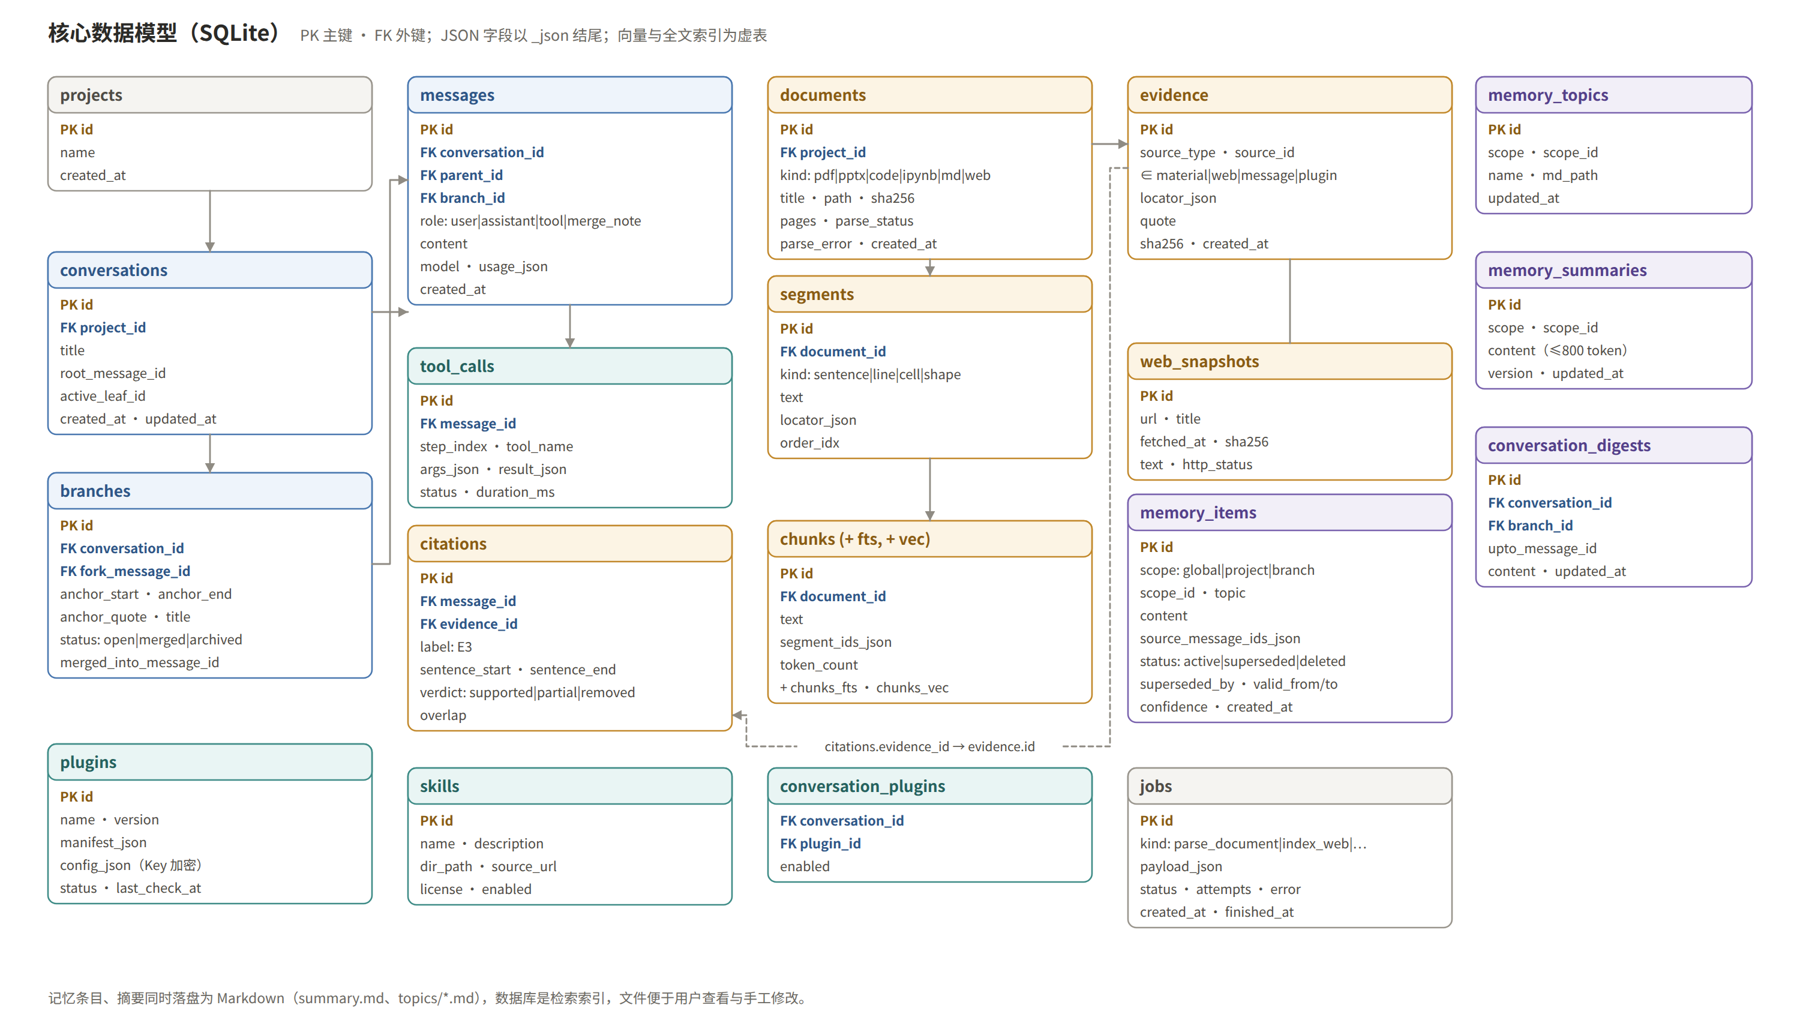 核心数据模型（SQLite） PK 主键 • FK 外键；JSON 字段以 _json 结尾；向量与全文索引为虚表
projects
PK id
name
created_at
conversations
PK id
FK project_id
title
root_message_id
active_leaf_id
created_at • updated_at
branches
PK id
FK conversation_id
FK fork_message_id
anchor_start • anchor_end
anchor_quote • title
status: open|merged|archived
merged_into_message_id
plugins
PK id
name • version
manifest_json
config_json（Key 加密）
status • last_check_at
messages
PK id
FK conversation_id
FK parent_id
FK branch_id
role: user|assistant|tool|merge_note
content
model • usage_json
created_at
tool_calls
PK id
FK message_id
step_index • tool_name
args_json • result_json
status • duration_ms
citations
PK id
FK message_id
FK evidence_id
label: E3
sentence_start • sentence_end
verdict: supported|partial|removed
overlap
skills
PK id
name • description
dir_path • source_url
license • enabled
documents
PK id
FK project_id
kind: pdf|pptx|code|ipynb|md|web
title • path • sha256
pages • parse_status
parse_error • created_at
segments
PK id
FK document_id
kind: sentence|line|cell|shape
text
locator_json
order_idx
chunks (+ fts, + vec)
PK id
FK document_id
text
segment_ids_json
token_count
+ chunks_fts • chunks_vec
citations.evidence_id → evidence.id
conversation_plugins
FK conversation_id
FK plugin_id
enabled
evidence
PK id
source_type • source_id
∈ material|web|message|plugin
locator_json
quote
sha256 • created_at
web_snapshots
PK id
url • title
fetched_at • sha256
text • http_status
memory_items
PK id
scope: global|project|branch
scope_id • topic
content
source_message_ids_json
status: active|superseded|deleted
superseded_by • valid_from/to
confidence • created_at
jobs
PK id
kind: parse_document|index_web|…
payload_json
status • attempts • error
created_at • finished_at
memory_topics
PK id
scope • scope_id
name • md_path
updated_at
memory_summaries
PK id
scope • scope_id
content（≤800 token）
version • updated_at
conversation_digests
PK id
FK conversation_id
FK branch_id
upto_message_id
content • updated_at
记忆条目、摘要同时落盘为 Markdown（summary.md、topics/*.md），数据库是检索索引，文件便于用户查看与手工修改。